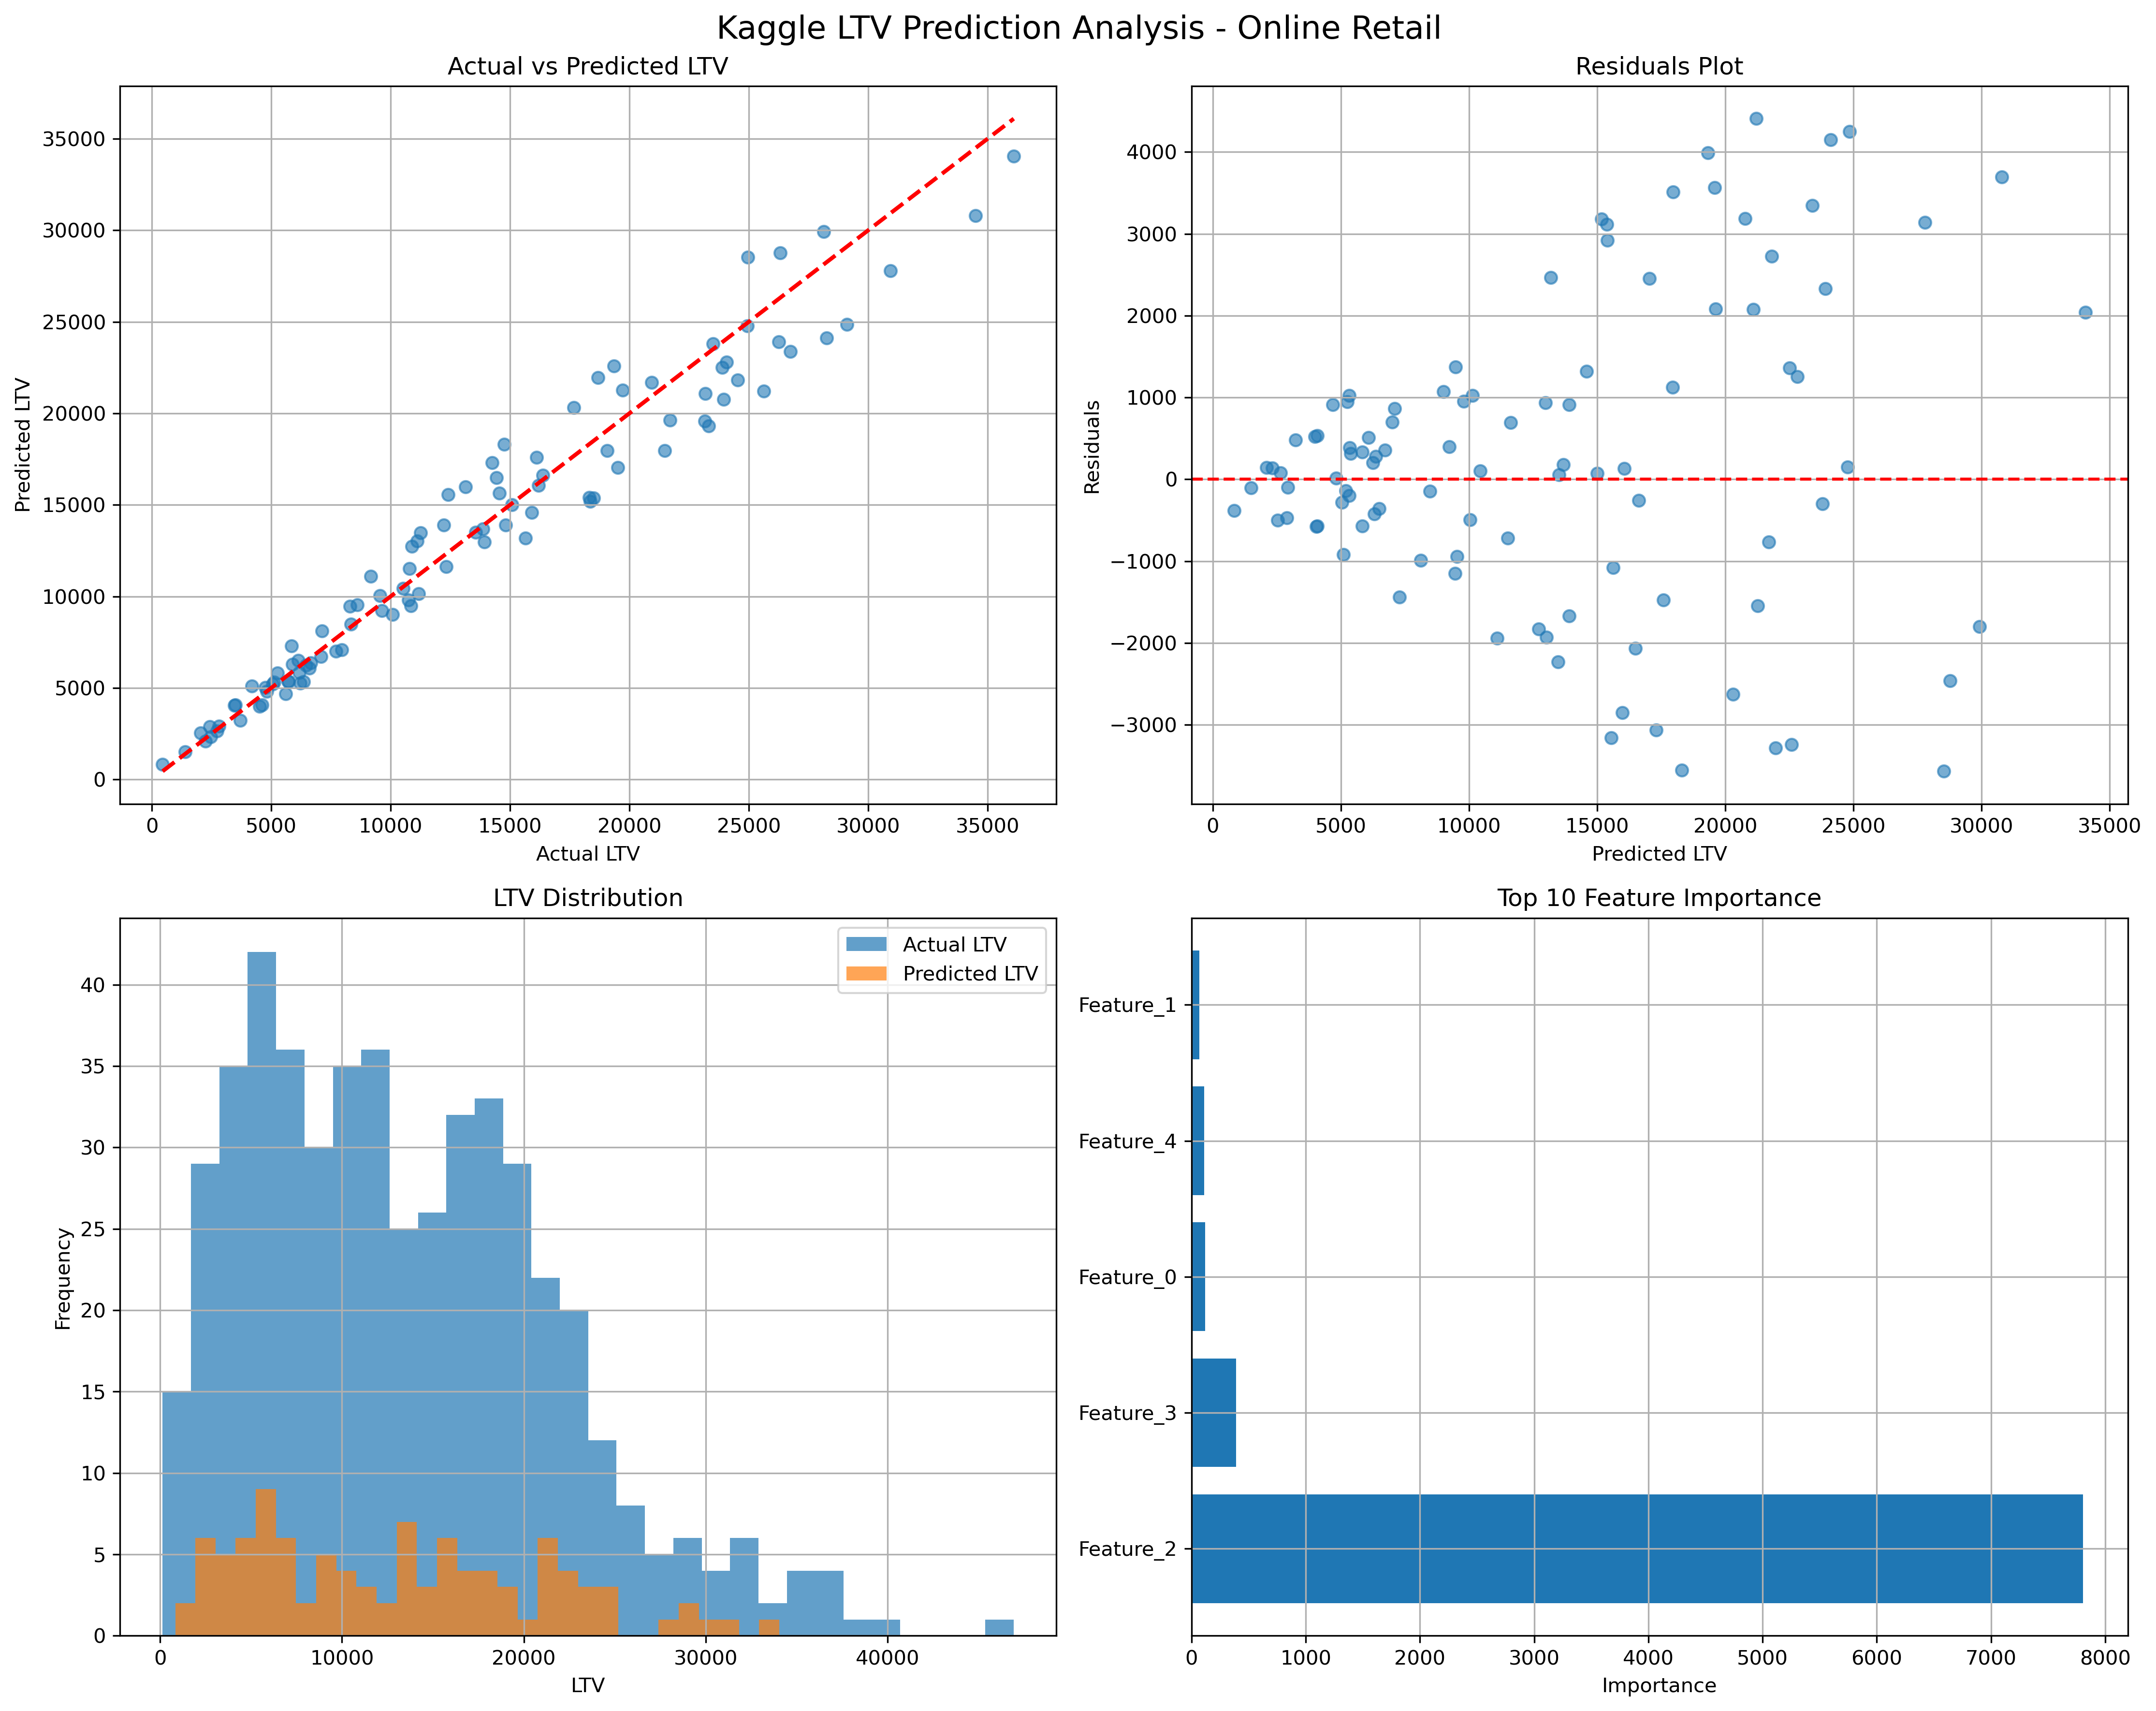 Kaggle LTV Prediction Analysis - Online Retail
Actual vs Predicted LTV
Predicted LTV
35000
30000
25000
20000
15000
10000
5000
0
0 5000 10000 15000 20000 25000 30000 35000
Actual LTV
Residuals Plot
Residuals
4000
3000
2000
1000
0
−1000
−2000
−3000
0 5000 10000 15000 20000 25000 30000 35000
Predicted LTV
LTV Distribution
Actual LTV
Predicted LTV
Frequency
40
35
30
25
20
15
10
5
0
0 10000 20000 30000 40000
LTV
Top 10 Feature Importance
Feature_1
Feature_4
Feature_0
Feature_3
Feature_2
0 1000 2000 3000 4000 5000 6000 7000 8000
Importance